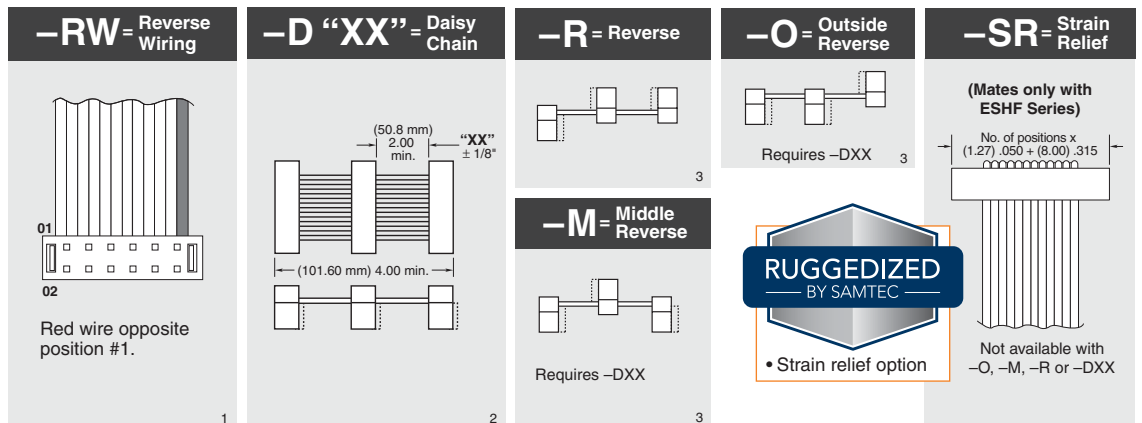 –RW = Reverse Wiring
01
02
Red wire opposite
position #1.
1
–D “XX” = Daisy Chain
(50.8 mm)
2.00
min.
“XX”
± 1/8"
(101.60 mm) 4.00 min.
2
–R = Reverse
3
–M = Middle Reverse
Requires –DXX
3
–O = Outside Reverse
Requires –DXX
3
RUGGEDIZED
BY SAMTEC
• Strain relief option
–SR = Strain Relief
(Mates only with
ESHF Series)
No. of positions x
(1.27) .050 + (8.00) .315
Not available with
–O, –M, –R or –DXX